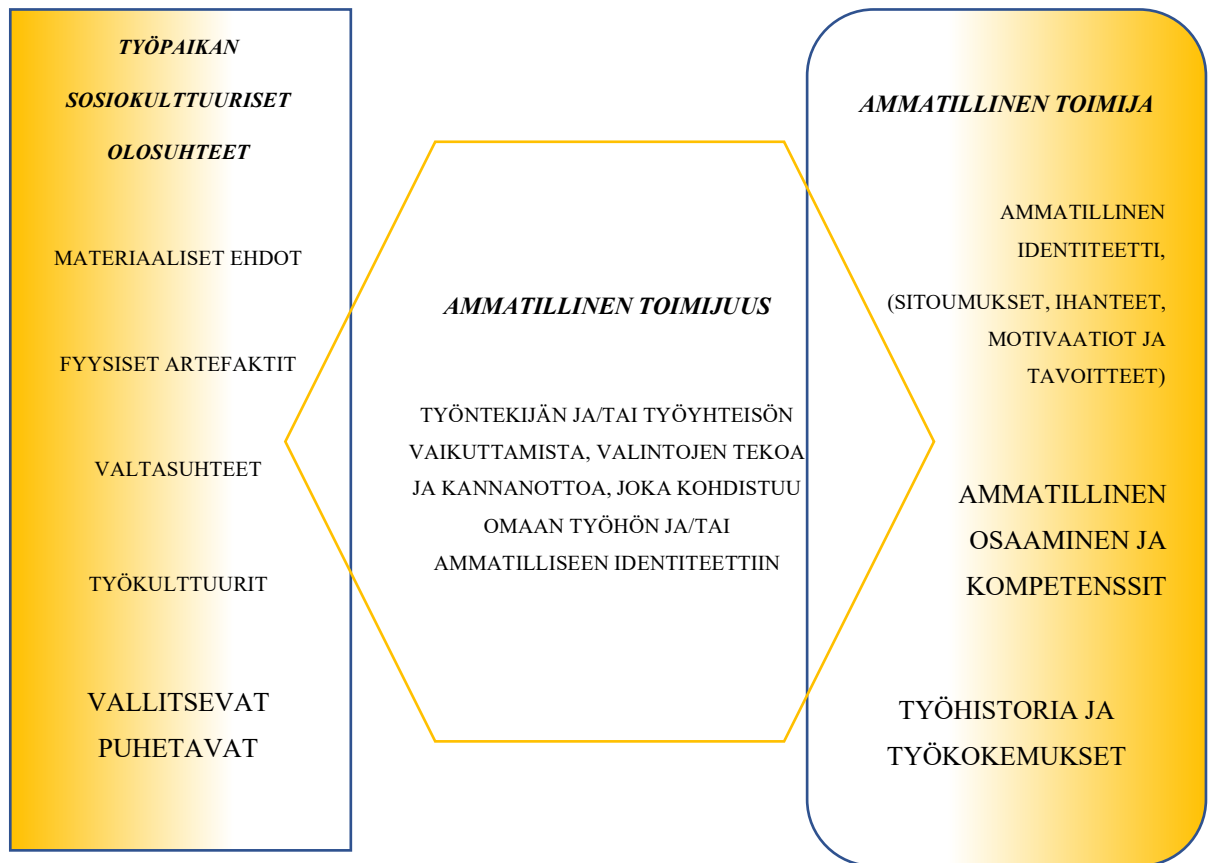 TYÖPAIKAN
SOSIOKULTTUURISET
OLOSUHTEET
MATERIAALISET EHDOT
FYYSISET ARTEFAKTIT
VALTASUHTEET
TYÖKULTTUURIT
VALLITSEVAT
PUHETAVAT
AMMATILLINEN TOIMIJUUS
TYÖNTEKIJÄN JA/TAI TYÖYHTEISÖN
VAIKUTTAMISTA, VALINTOJEN TEKOA
JA KANNANOTTOA, JOKA KOHDISTUU
OMAAN TYÖHÖN JA/TAI
AMMATILLISEEN IDENTITEETTIIN
AMMATILLINEN TOIMIJA
AMMATILLINEN
IDENTITEETTI,
(SITOUMUKSET, IHANTEET,
MOTIVAATIOT JA
TAVOITTEET)
AMMATILLINEN
OSAAMINEN JA
KOMPETENSSIT
TYÖHISTORIA JA
TYÖKOKEMUKSET